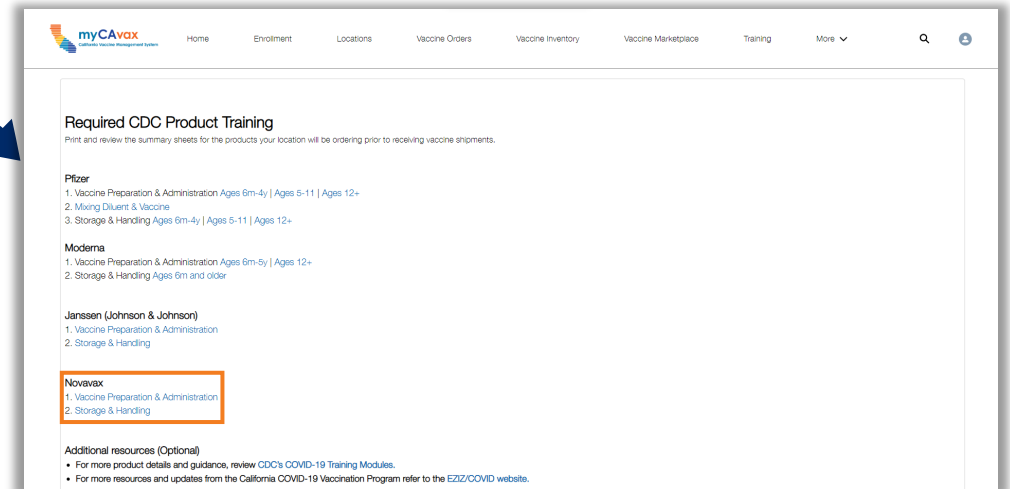 myCAvax
California Vaccine Management System
Home Enrollment Locations Vaccine Orders Vaccine Inventory Vaccine Marketplace Training More
Required CDC Product Training
Print and review the summary sheets for the products your location will be ordering prior to receiving vaccine shipments.
Pfizer
1. Vaccine Preparation & Administration Ages 6m-4y | Ages 5-11 | Ages 12+
2. Mixing Diluent & Vaccine
3. Storage & Handling Ages 6m-4y | Ages 5-11 | Ages 12+
Moderna
1. Vaccine Preparation & Administration Ages 6m-5y | Ages 12+
2. Storage & Handling Ages 6m and older
Janssen (Johnson & Johnson)
1. Vaccine Preparation & Administration
2. Storage & Handling
Novavax
1. Vaccine Preparation & Administration
2. Storage & Handling
Additional resources (Optional)
• For more product details and guidance, review CDC's COVID-19 Training Modules.
• For more resources and updates from the California COVID-19 Vaccination Program refer to the EZIZ/COVID website.